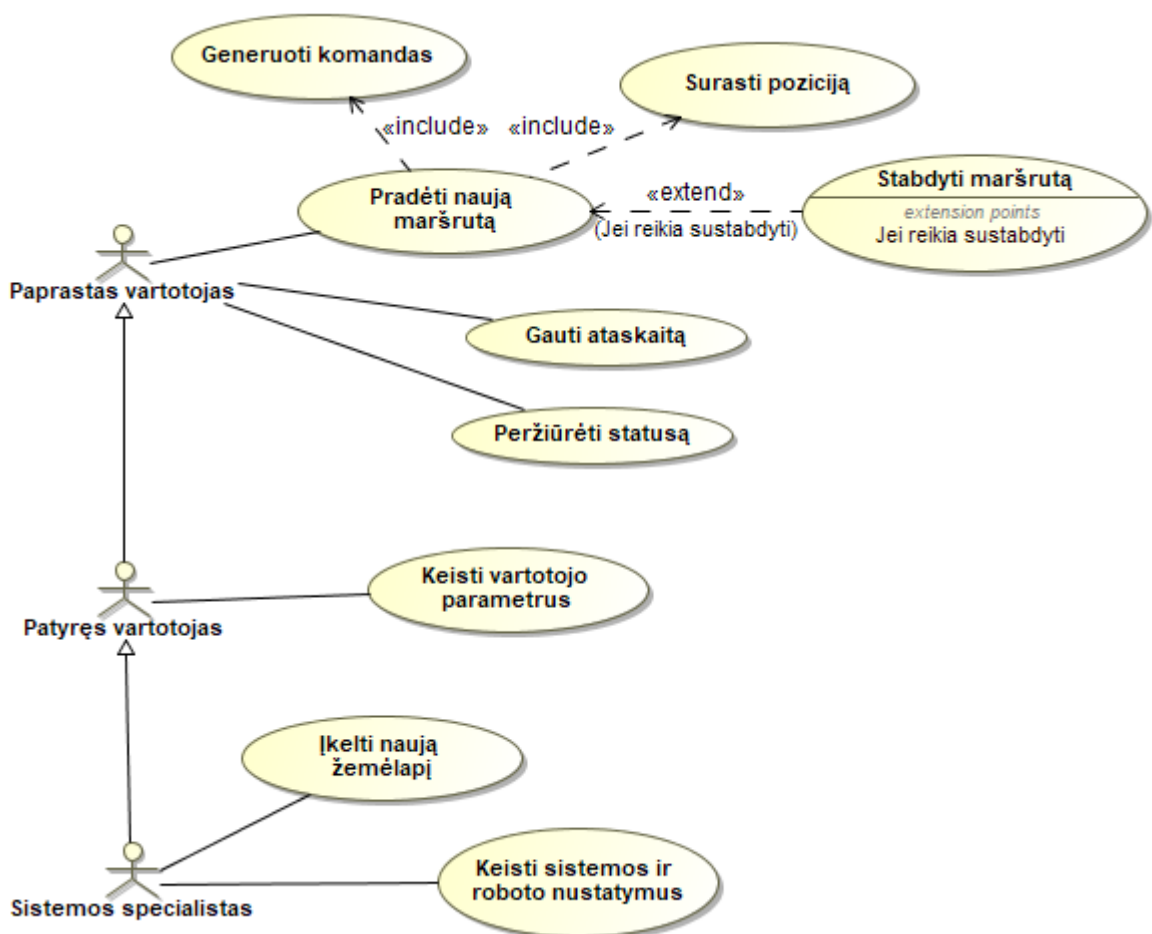 Generuoti komandas
Surasti poziciją
«include»
«include»
Pradėti naują
maršrutą
«extend»
(Jei reikia sustabdyti)
Stabdyti maršrutą
extension points
Jei reikia sustabdyti
Paprastas vartotojas
Gauti ataskaitą
Peržiūrėti statusą
Keisti vartotojo
parametrus
Patyręs vartotojas
Įkelti naują
žemėlapį
Keisti sistemos ir
roboto nustatymus
Sistemos specialistas